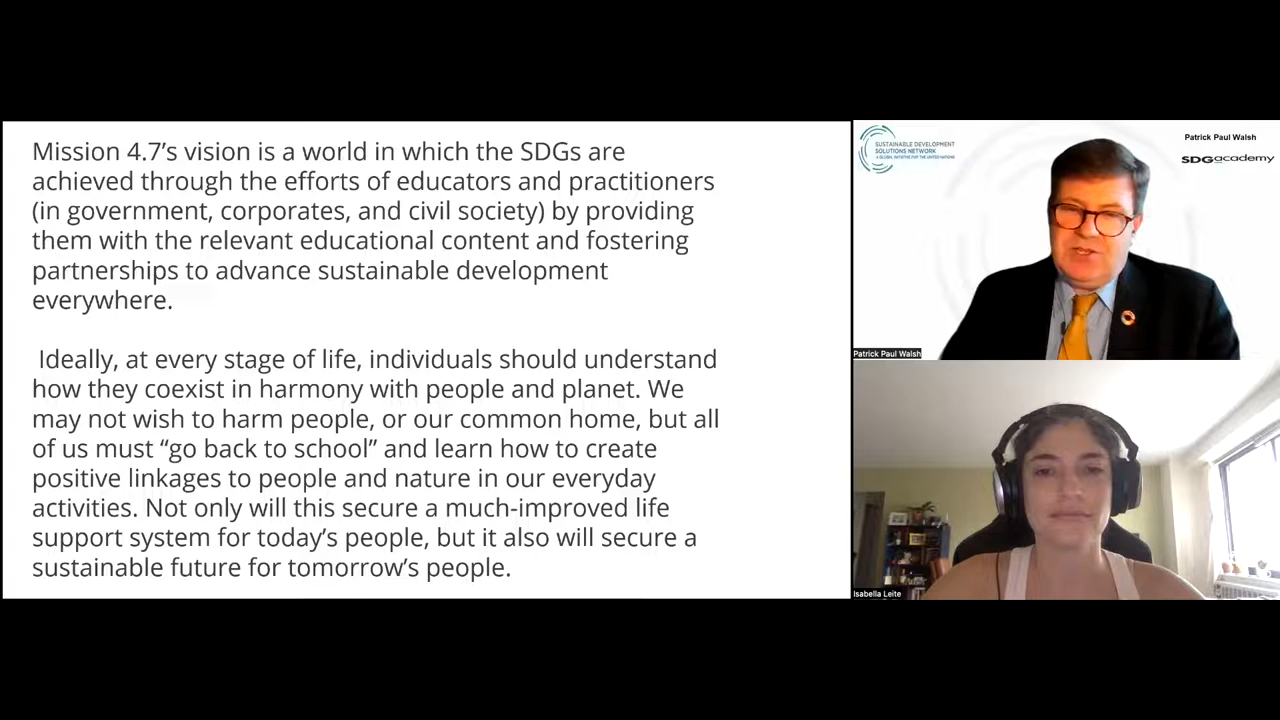 Mission 4.7’s vision is a world in which the SDGs are
achieved through the efforts of educators and practitioners
(in government, corporates, and civil society) by providing
them with the relevant educational content and fostering
partnerships to advance sustainable development
everywhere.
Ideally, at every stage of life, individuals should understand
how they coexist in harmony with people and planet. We
may not wish to harm people, or our common home, but all
of us must “go back to school” and learn how to create
positive linkages to people and nature in our everyday
activities. Not only will this secure a much-improved life
support system for today’s people, but it also will secure a
sustainable future for tomorrow’s people.
SUSTAINABLE DEVELOPMENT
SOLUTIONS NETWORK
A GLOBAL INITIATIVE FOR THE UNITED NATIONS
Patrick Paul Walsh
SDGacademy
Patrick Paul Walsh
Isabella Leite